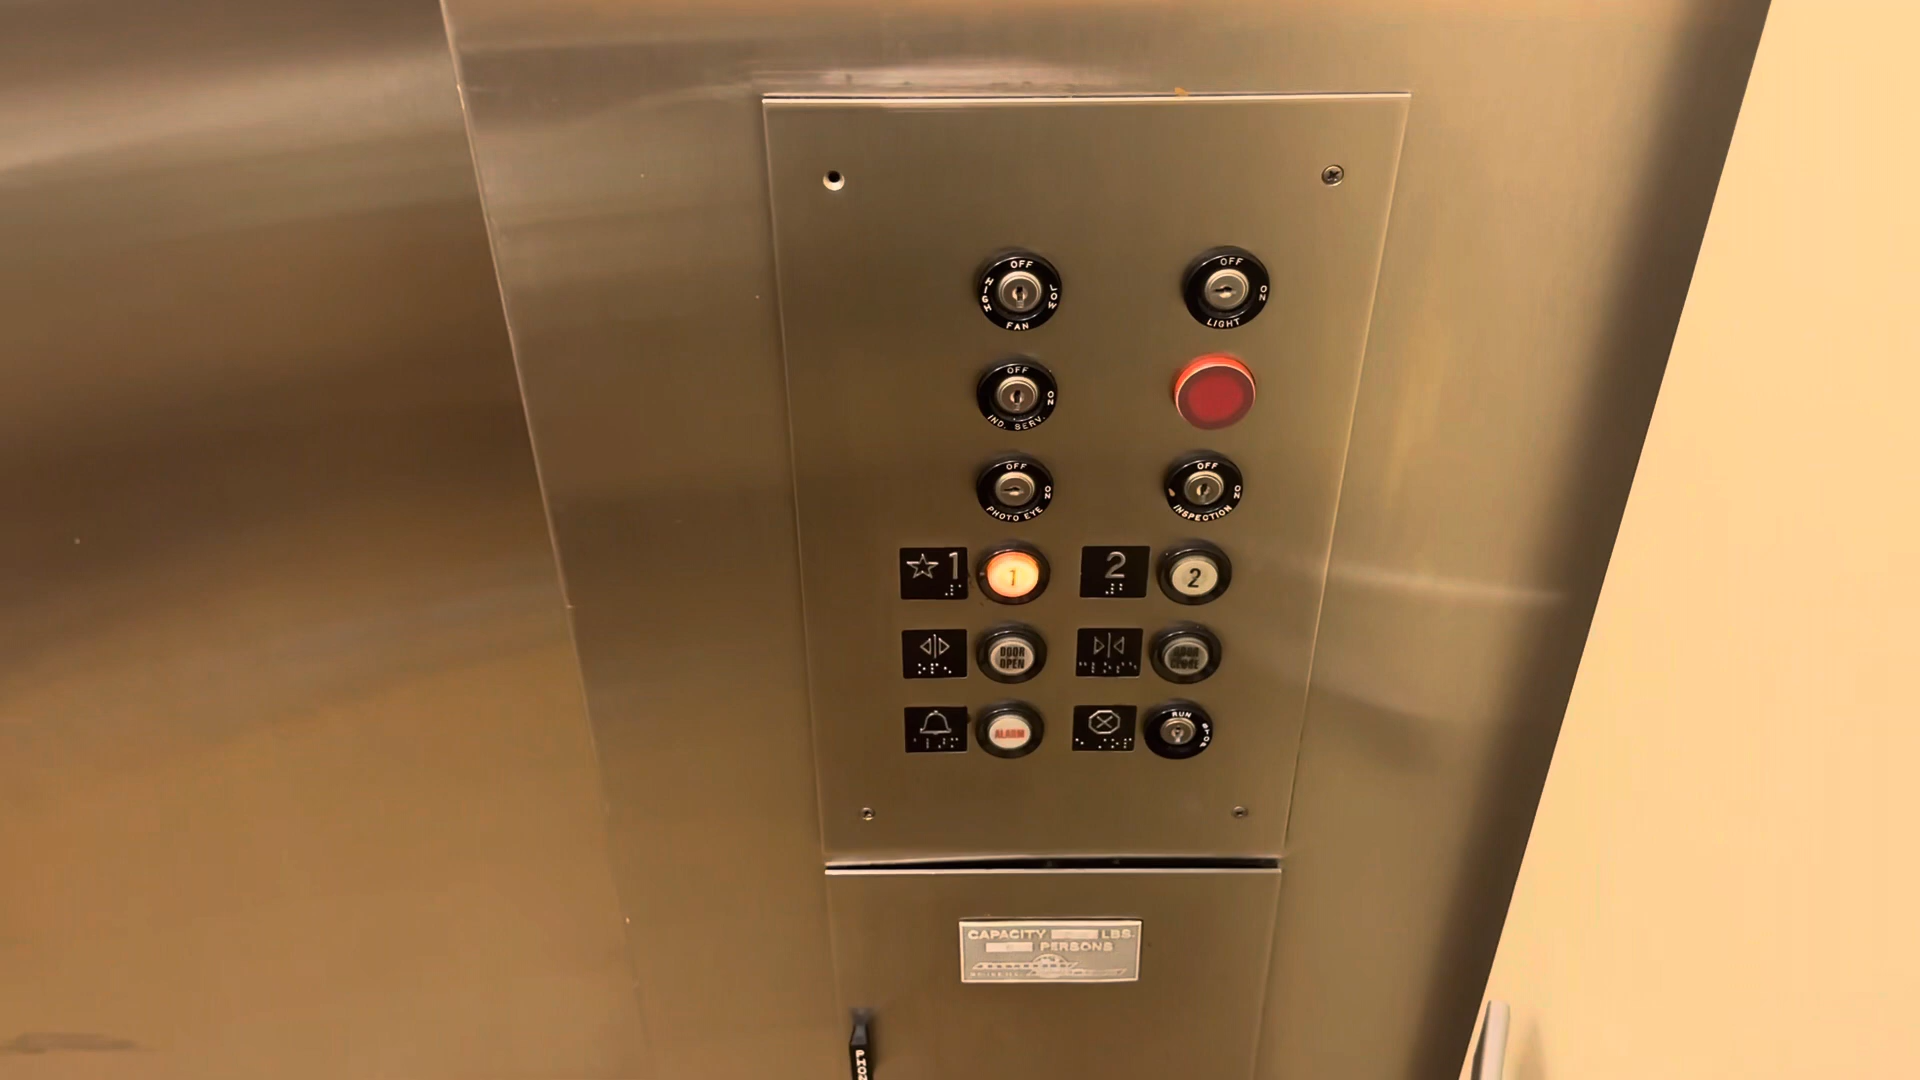 OFF
HIGH
LOW
FAN
OFF
ON
LIGHT
OFF
ON
IND. SERV.
OFF
ON
PHOTO EYE
OFF
ON
INSPECTION
☆1
1
2
2
DOOR
OPEN
DOOR
CLOSE
ALARM
RUN
STOP
CAPACITY LBS.
PERSONS
PHON